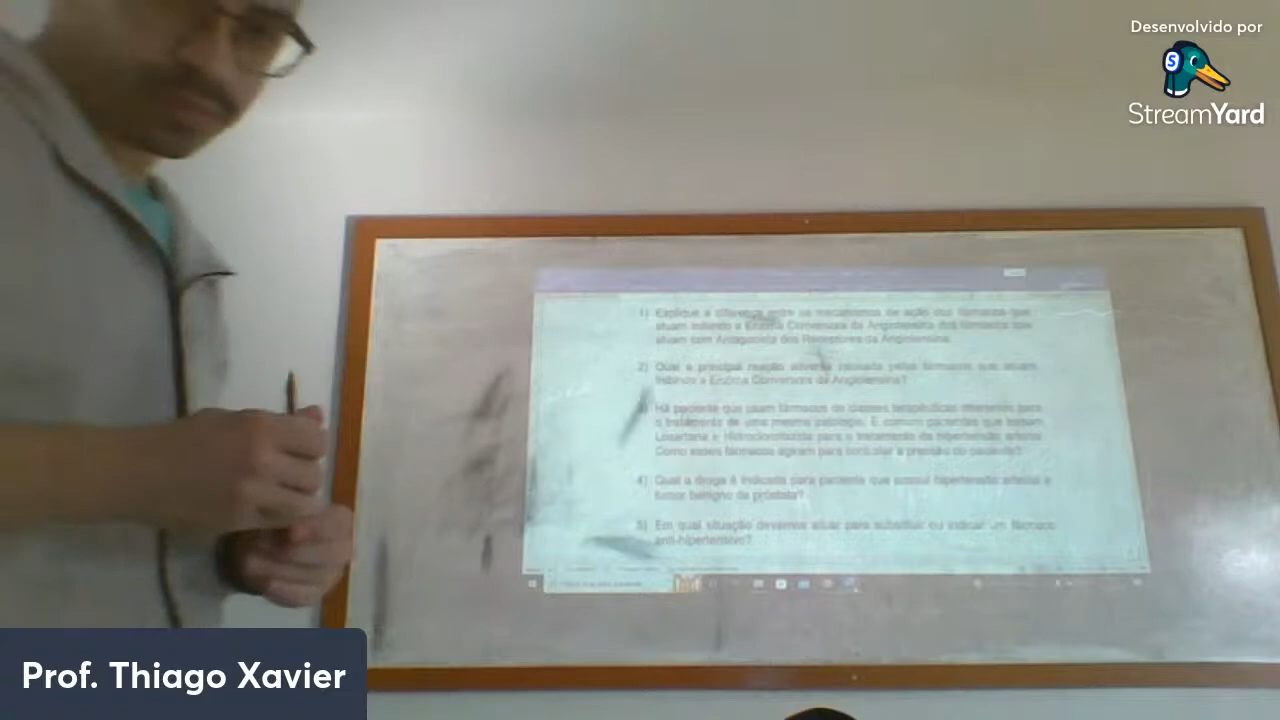 Desenvolvido por
StreamYard
1) Explique a diferença entre os mecanismos de ação dos fármacos que
atuam inibindo a Enzima Conversora da Angiotensina dos fármacos que
atuam com Antagonista dos Receptores da Angiotensina.
2) Qual a principal reação adversa causada pelos fármacos que atuam
inibindo a Enzima Conversora da Angiotensina?
Há paciente que usam fármacos de classes terapêuticas diferentes para
o tratamento de uma mesma patologia. É comum pacientes que tomam
Losartana e Hidroclorotiazida para o tratamento da hipertensão arterial.
Como esses fármacos agiram para controlar a pressão do paciente?
4) Qual a droga é indicada para paciente que possui hipertensão arterial e
tumor benigno da próstata?
5) Em qual situação devemos atuar para substituir ou indicar um fármaco
anti-hipertensivo?
Prof. Thiago Xavier